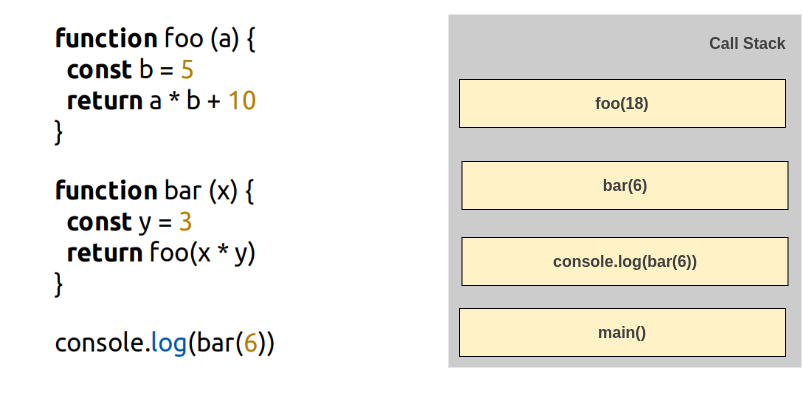 function foo (a) {
const b = 5
return a * b + 10
}
function bar (x) {
const y = 3
return foo(x * y)
}
console.log(bar(6))
Call Stack
foo(18)
bar(6)
console.log(bar(6))
main()